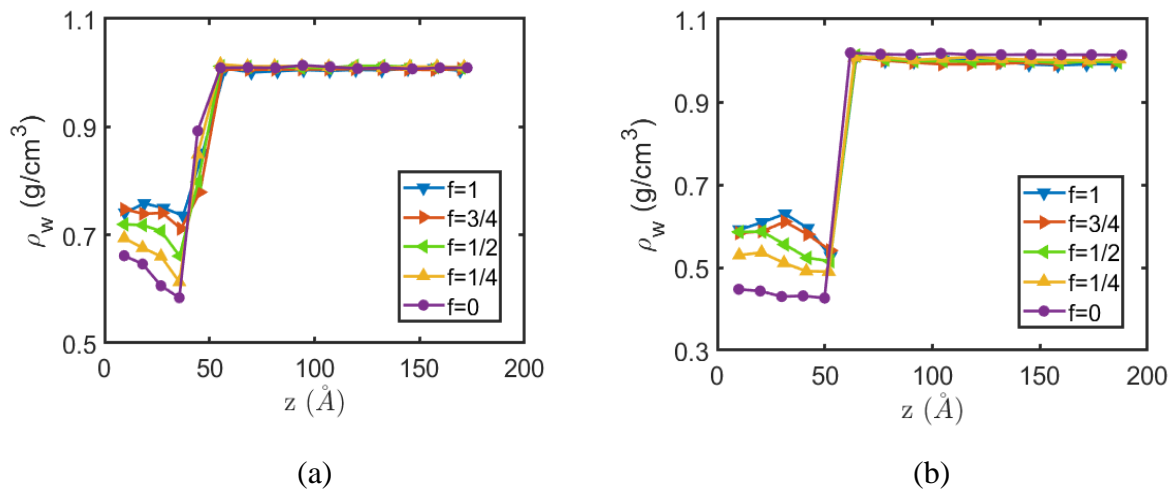 1.1
0.9
0.7
0.5
ρw (g/cm3)
0 50 100 150 200
z (Å)
f=1
f=3/4
f=1/2
f=1/4
f=0
(a)
1.1
0.9
0.7
0.5
0.3
ρw (g/cm3)
0 50 100 150 200
z (Å)
f=1
f=3/4
f=1/2
f=1/4
f=0
(b)